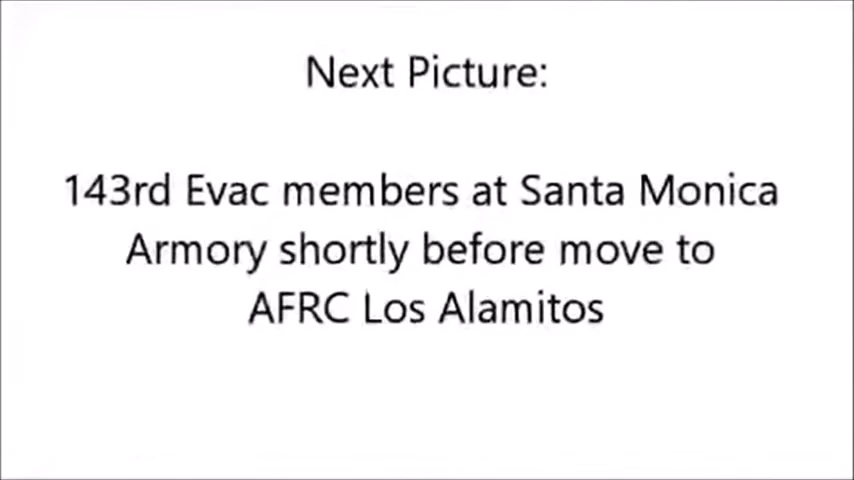 Next Picture:
143rd Evac members at Santa Monica
Armory shortly before move to
AFRC Los Alamitos